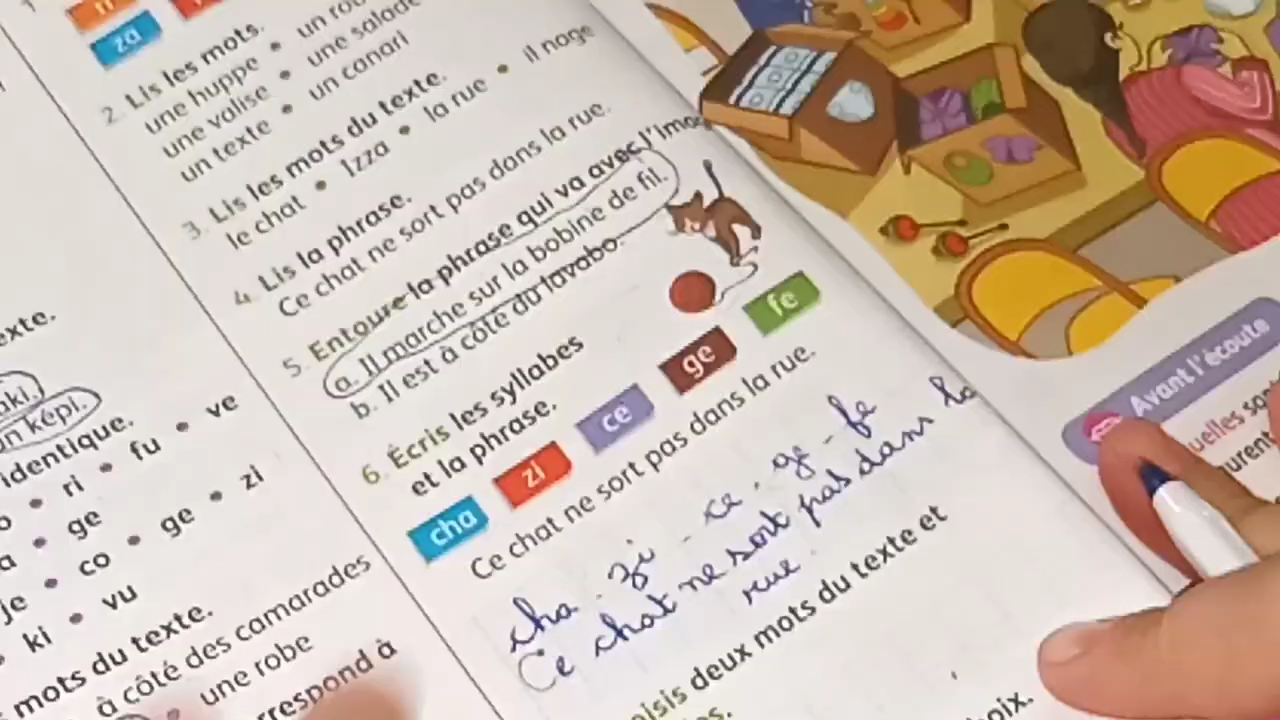 za
2. Lis les mots.
une huppe •
une valise • une salade
un texte • un canari
3. Lis les mots du texte.
le chat • Izza • la rue • il nage
4. Lis la phrase.
Ce chat ne sort pas dans la rue.
5. Entoure la phrase qui va avec
a. Il marche sur la bobine de fil.
b. Il est à côté du lavabo.
6. Écris les syllabes
et la phrase.
cha zi ce ge fe
Ce chat ne sort pas dans la rue.
cha - zi - ce - ge - fe
Ce chat ne sort pas dans la
rue
deux mots du texte et
képi.
identique.
ri • fu • ve
ge
co • ge • zi
je
ki • vu
mots du texte.
à côté des camarades
une robe
Avant l'écoute